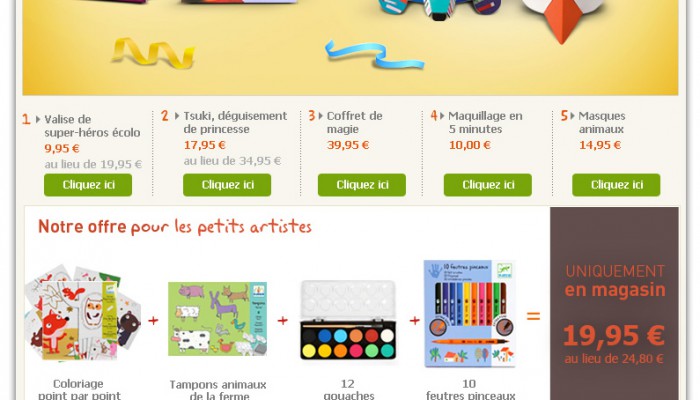 1 Valise de
super-héros écolo
9,95 €
au lieu de 19,95 €
Cliquez ici
2 Tsuki, déguisement
de princesse
17,95 €
au lieu de 34,95 €
Cliquez ici
3 Coffret de
magie
39,95 €
Cliquez ici
4 Maquillage en
5 minutes
10,00 €
Cliquez ici
5 Masques
animaux
14,95 €
Cliquez ici
Notre offre pour les petits artistes
10 feutres pinceaux
+
+
+
=
Coloriage
point par point
Tampons animaux
de la ferme
12
gouaches
10
feutres pinceaux
UNIQUEMENT
en magasin
19,95 €
au lieu de 24,80 €